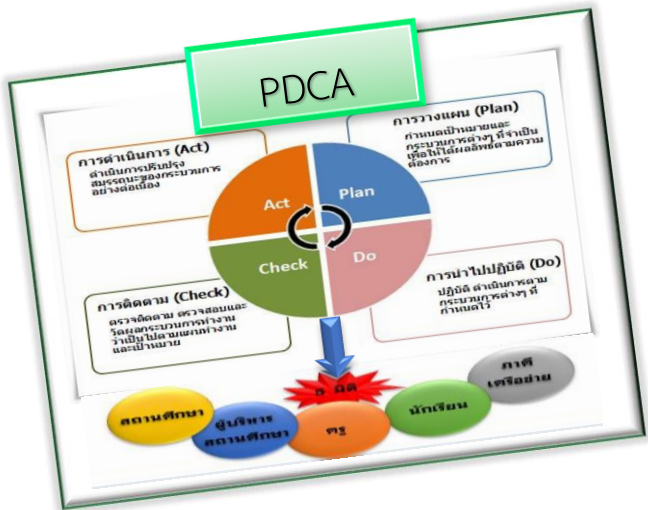 PDCA
การวางแผน (Plan)
กำหนดเป้าหมายและ
กระบวนการต่างๆ ที่จำเป็น
เพื่อให้ได้ผลลัพธ์ตามความ
ต้องการ
การดำเนินการ (Act)
ดำเนินการปรับปรุง
สมรรถนะของกระบวนการ
อย่างต่อเนื่อง
Act
Plan
Check
Do
การนำไปปฏิบัติ (Do)
ปฏิบัติ ดำเนินการตาม
กระบวนการต่างๆ ที่
กำหนดไว้
การติดตาม (Check)
ตรวจติดตาม ตรวจสอบและ
วัดผลกระบวนการทำงาน
ว่าเป็นไปตามแผนทำงาน
และเป้าหมาย
มิติ
สถานศึกษา
ผู้บริหาร
สถานศึกษา
ครู
นักเรียน
ภาคี
เครือข่าย